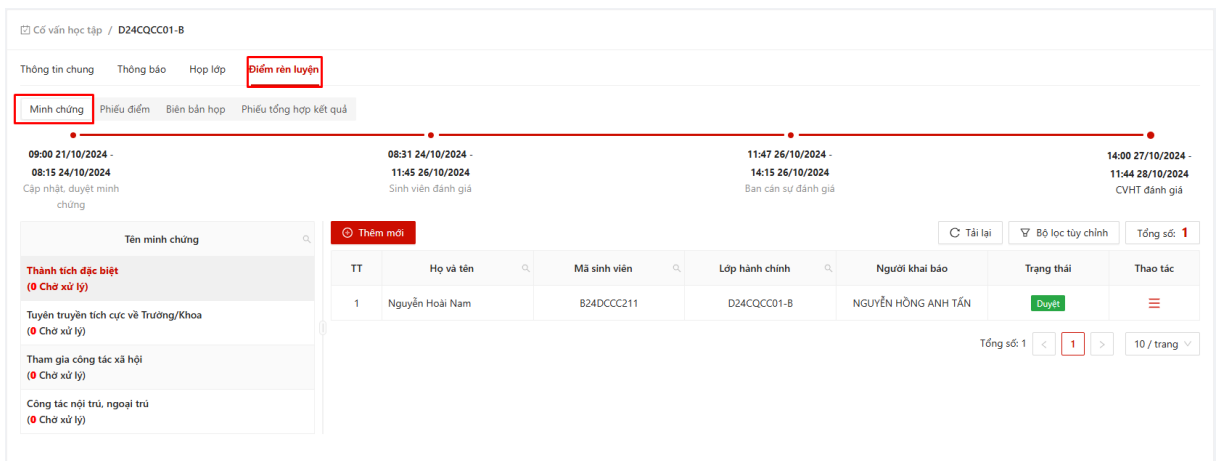 Cố vấn học tập / D24CQCC01-B
Thông tin chung Thông báo Họp lớp Điểm rèn luyện
Minh chứng Phiếu điểm Biên bản họp Phiếu tổng hợp kết quả
09:00 21/10/2024 -
08:15 24/10/2024
Cập nhật, duyệt minh
chứng
08:31 24/10/2024 -
11:45 26/10/2024
Sinh viên đánh giá
11:47 26/10/2024 -
14:15 26/10/2024
Ban cán sự đánh giá
14:00 27/10/2024 -
11:44 28/10/2024
CVHT đánh giá
Tên minh chứng
Thành tích đặc biệt
(0 Chờ xử lý)
Tuyên truyền tích cực về Trường/Khoa
(0 Chờ xử lý)
Tham gia công tác xã hội
(0 Chờ xử lý)
Công tác nội trú, ngoại trú
(0 Chờ xử lý)
Thêm mới Tải lại Bộ lọc tùy chỉnh Tổng số: 1
TT Họ và tên Mã sinh viên Lớp hành chính Người khai báo Trạng thái Thao tác
1 Nguyễn Hoài Nam B24DCCC211 D24CQCC01-B NGUYỄN HỒNG ANH TẤN Duyệt
Tổng số: 1 < 1 > 10 / trang